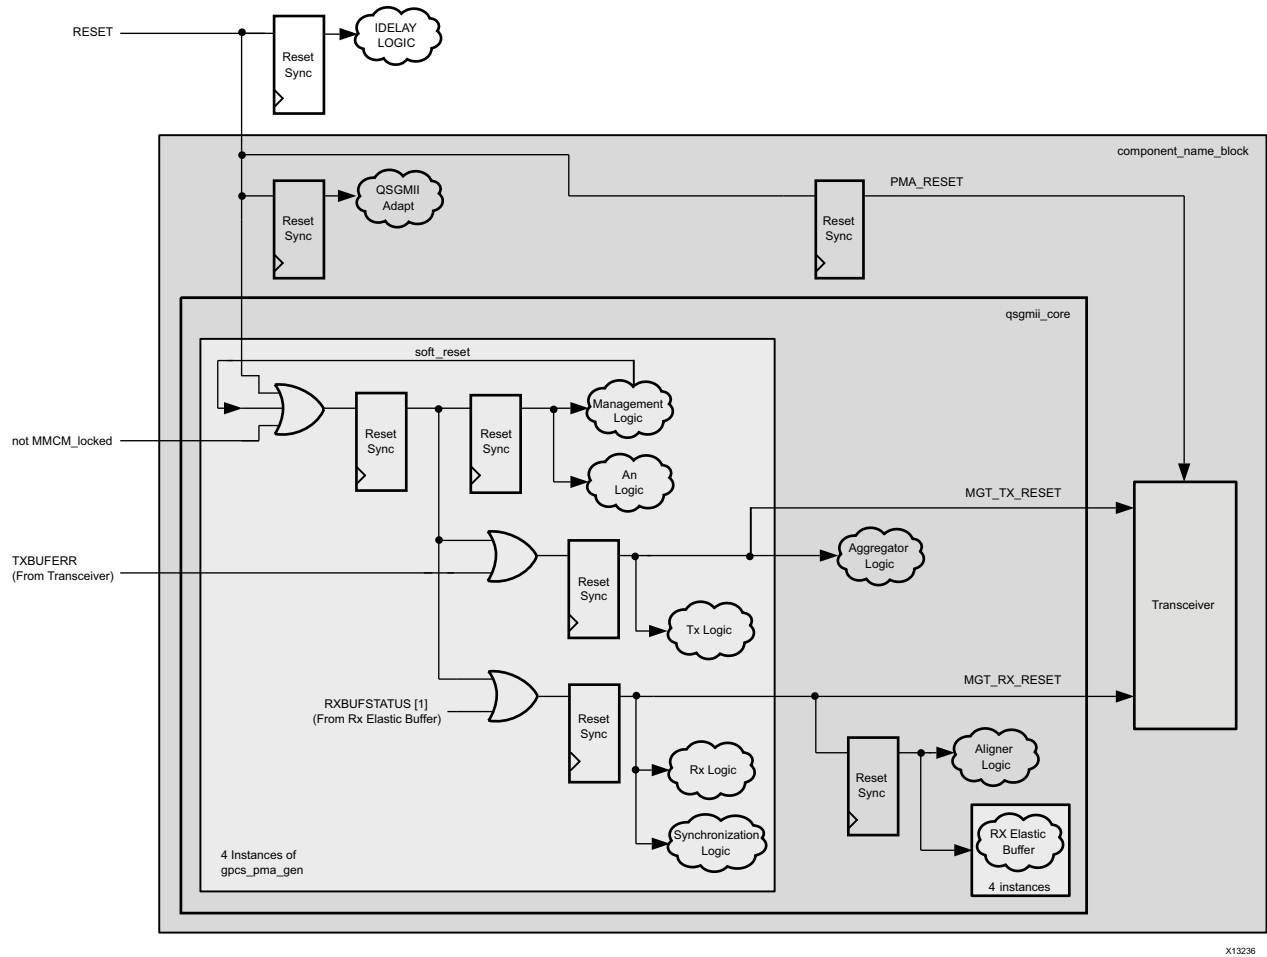 RESET
Reset
Sync
IDELAY
LOGIC
component_name_block
Reset
Sync
QSGMII
Adapt
Reset
Sync
PMA_RESET
qsgmii_core
soft_reset
not MMCM_locked
Reset
Sync
Reset
Sync
Management
Logic
An
Logic
MGT_TX_RESET
TXBUFERR
(From Transceiver)
Reset
Sync
Aggregator
Logic
Tx Logic
Transceiver
RXBUFSTATUS [1]
(From Rx Elastic Buffer)
Reset
Sync
MGT_RX_RESET
Rx Logic
Synchronization
Logic
Reset
Sync
Aligner
Logic
RX Elastic
Buffer
4 instances
4 Instances of
gpcs_pma_gen
X13236